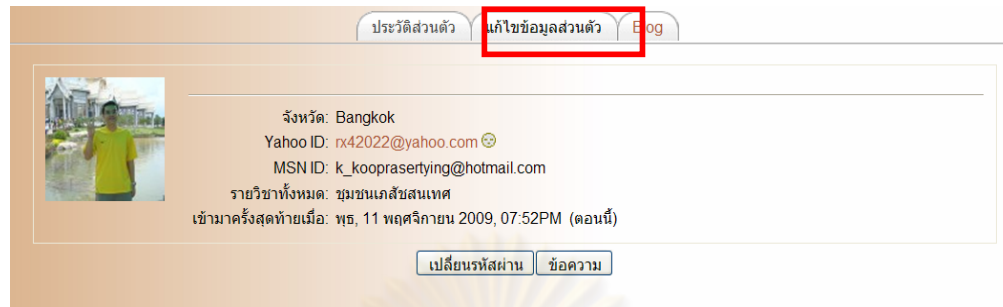 ประวัติส่วนตัว แก้ไขข้อมูลส่วนตัว Blog
จังหวัด: Bangkok
Yahoo ID: rx42022@yahoo.com
MSN ID: k_kooprasertying@hotmail.com
รายวิชาทั้งหมด: ชุมชนเภสัชสนเทศ
เข้ามาครั้งสุดท้ายเมื่อ: พุธ, 11 พฤศจิกายน 2009, 07:52PM (ตอนนี้)
เปลี่ยนรหัสผ่าน ข้อความ